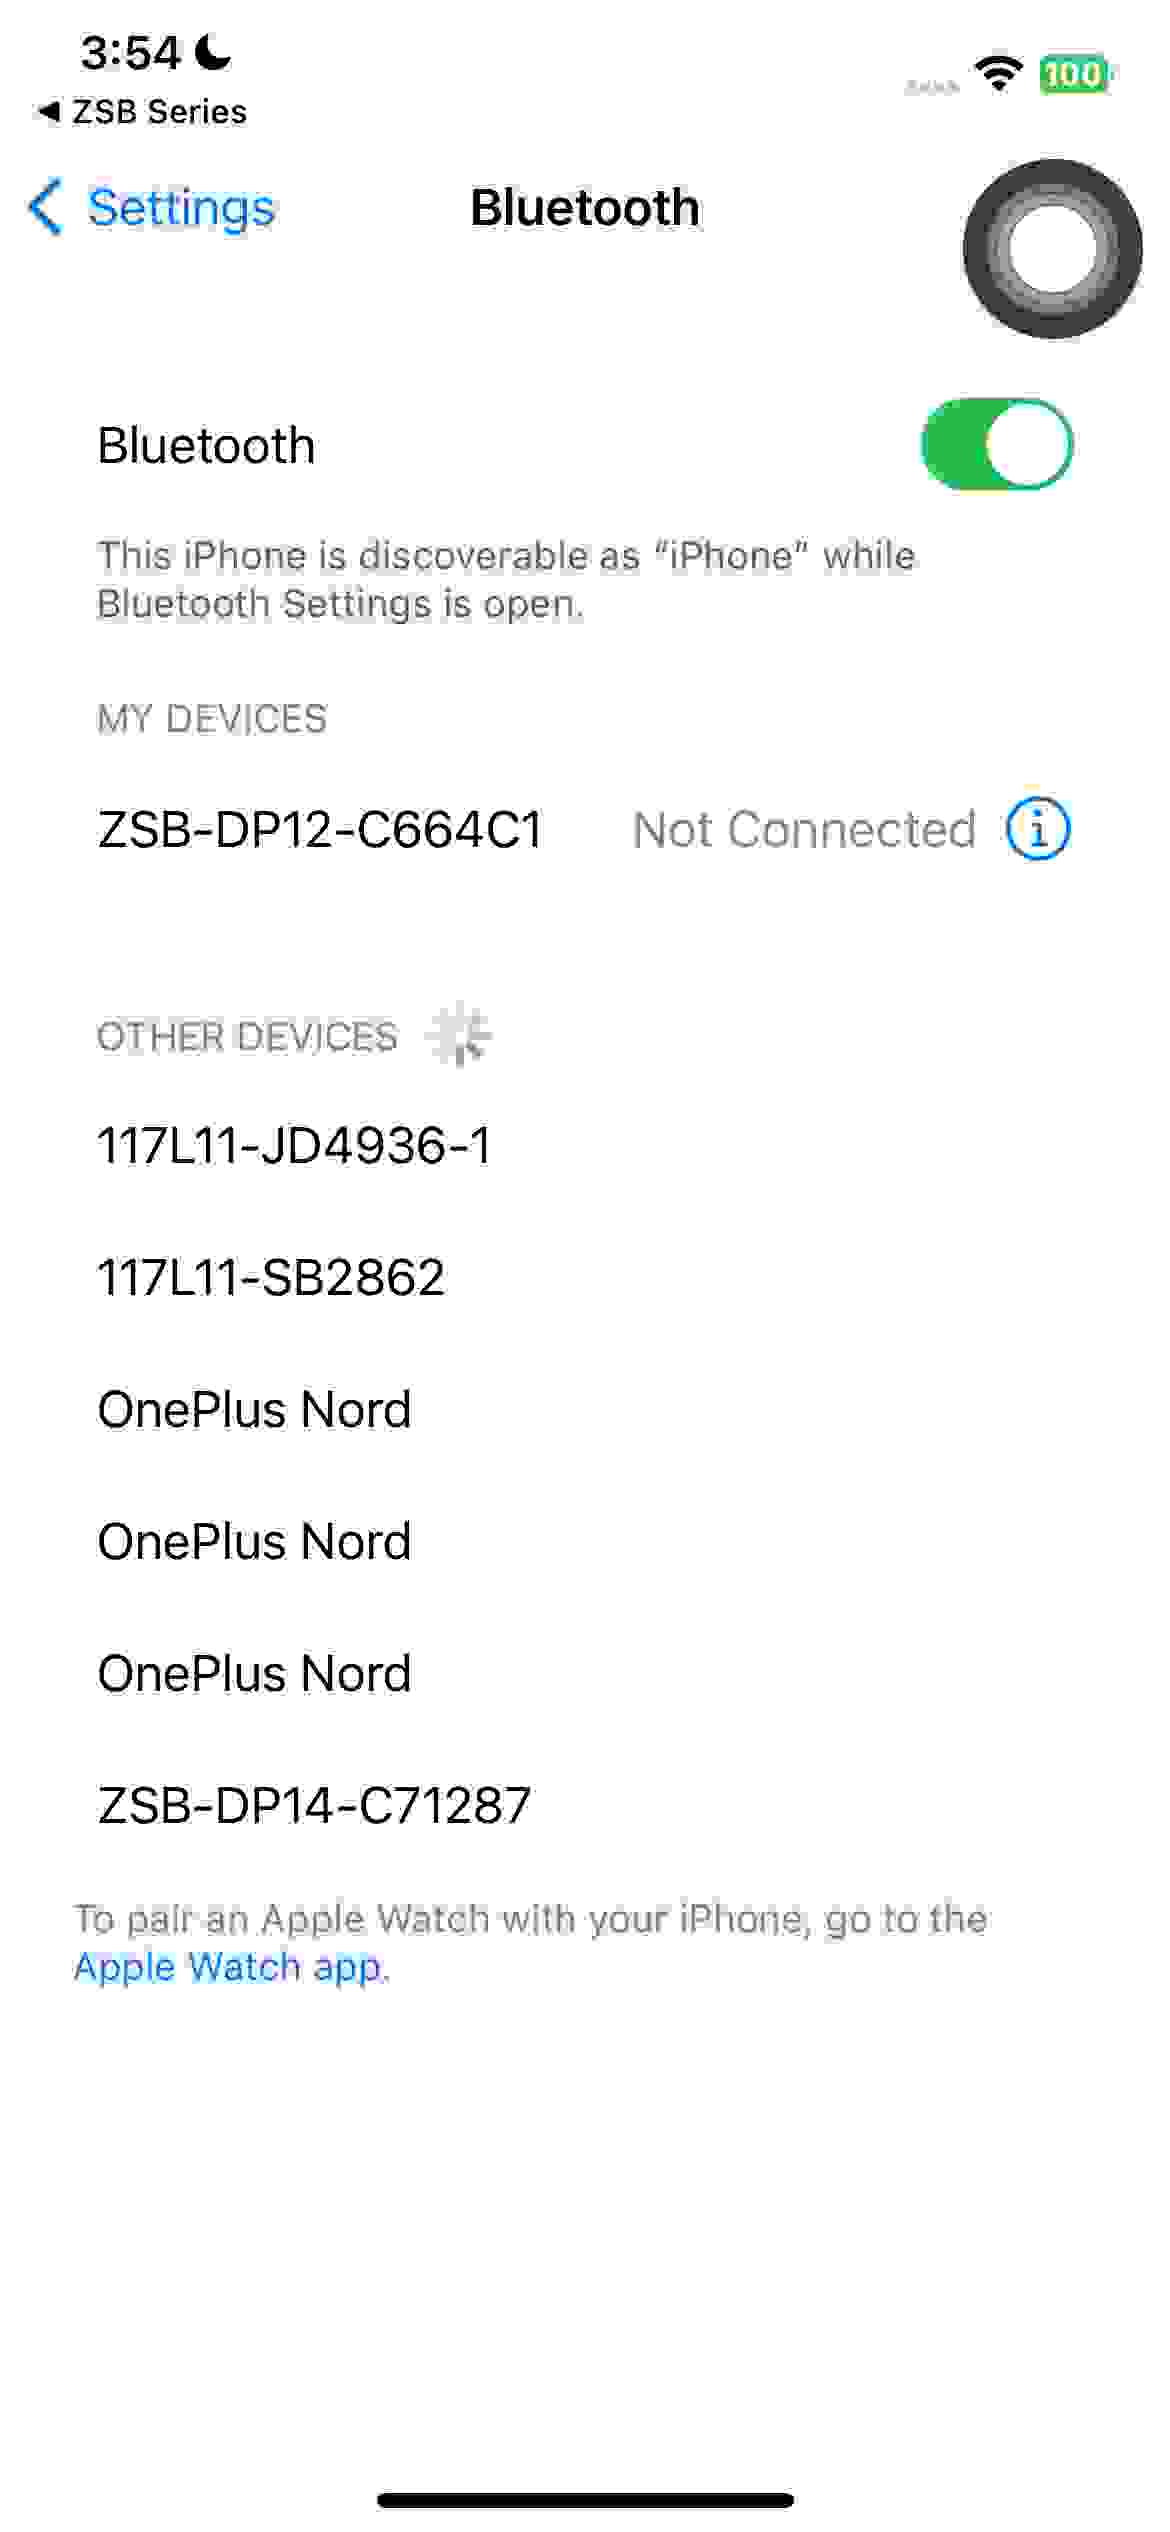 3:54
◀ ZSB Series
100
Settings
Bluetooth
Bluetooth
This iPhone is discoverable as “iPhone” while
Bluetooth Settings is open.
MY DEVICES
ZSB-DP12-C664C1 Not Connected
OTHER DEVICES
117L11-JD4936-1
117L11-SB2862
OnePlus Nord
OnePlus Nord
OnePlus Nord
ZSB-DP14-C71287
To pair an Apple Watch with your iPhone, go to the
Apple Watch app.